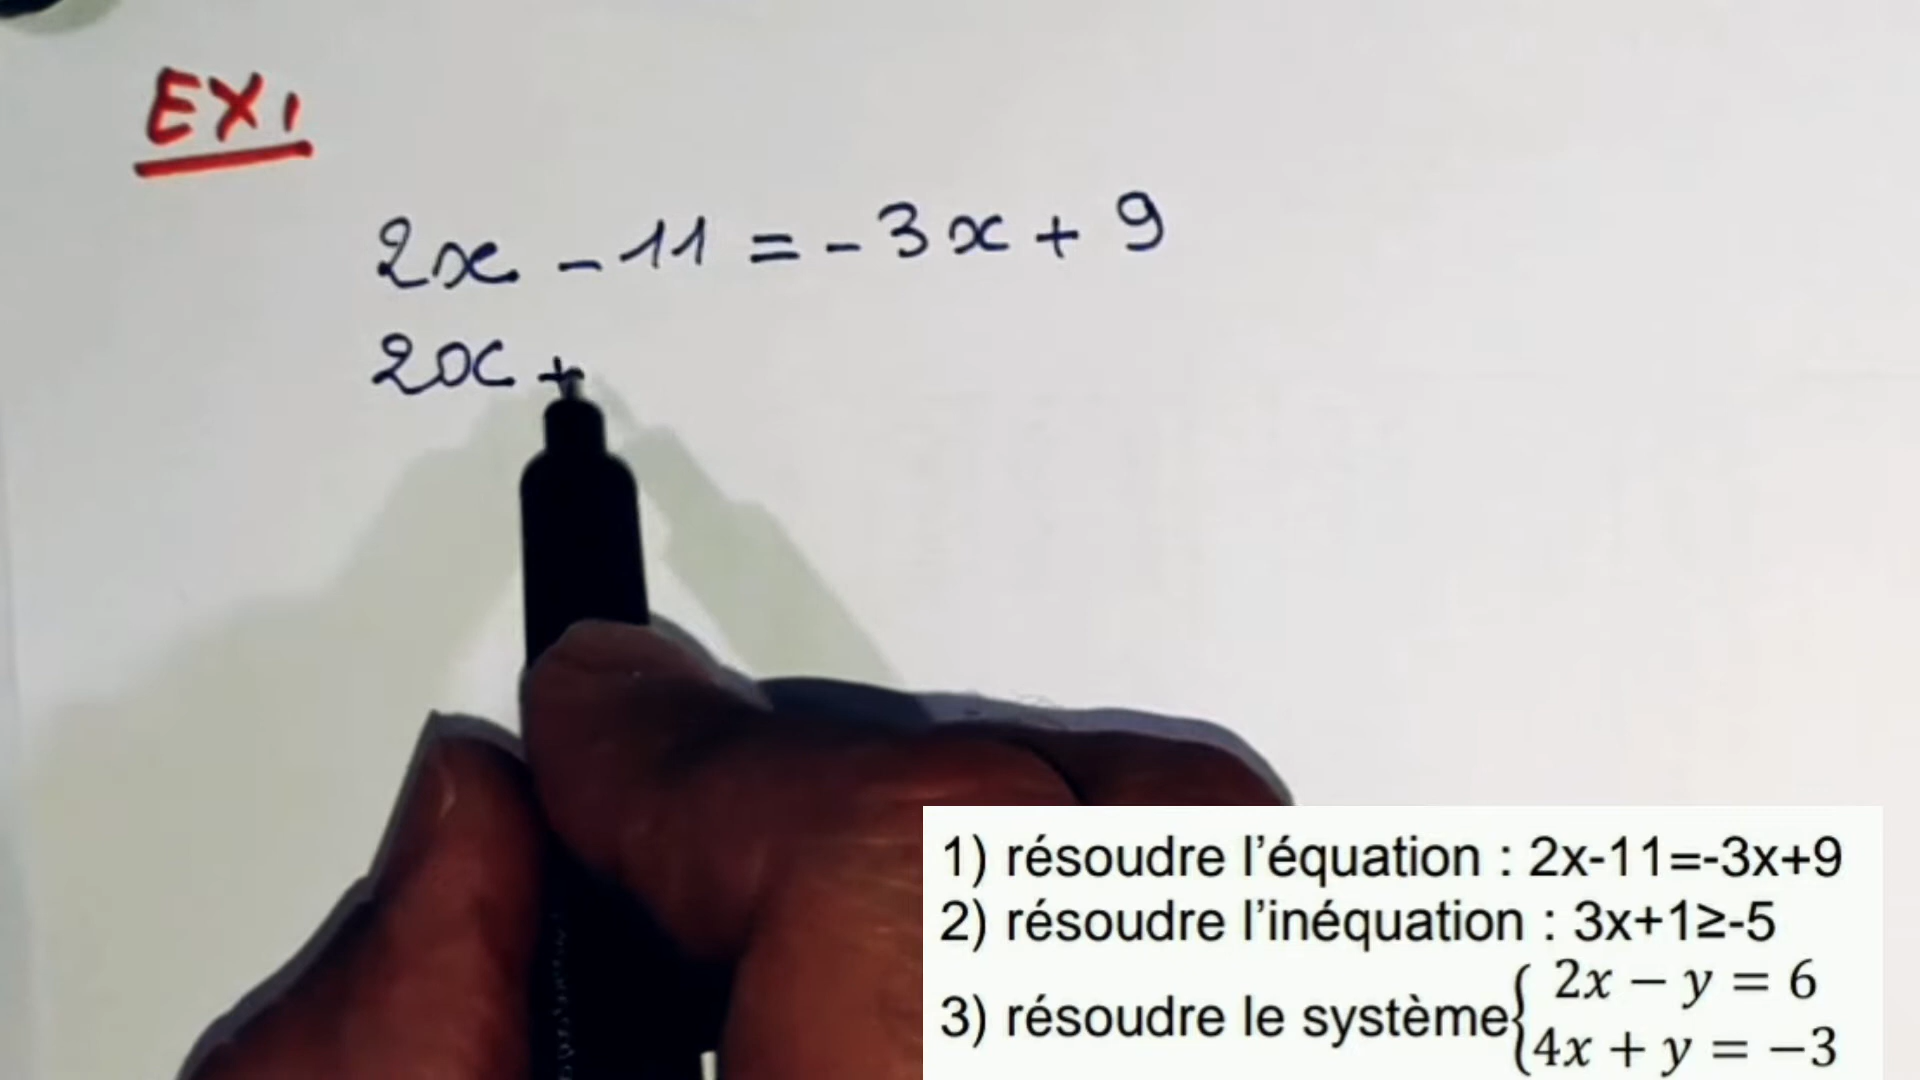 EX1
2x - 11 = -3x + 9
2x +
1) résoudre l'équation : 2x-11=-3x+9
2) résoudre l'inéquation : 3x+1≥-5
3) résoudre le système { 2x − y = 6
4x + y = −3